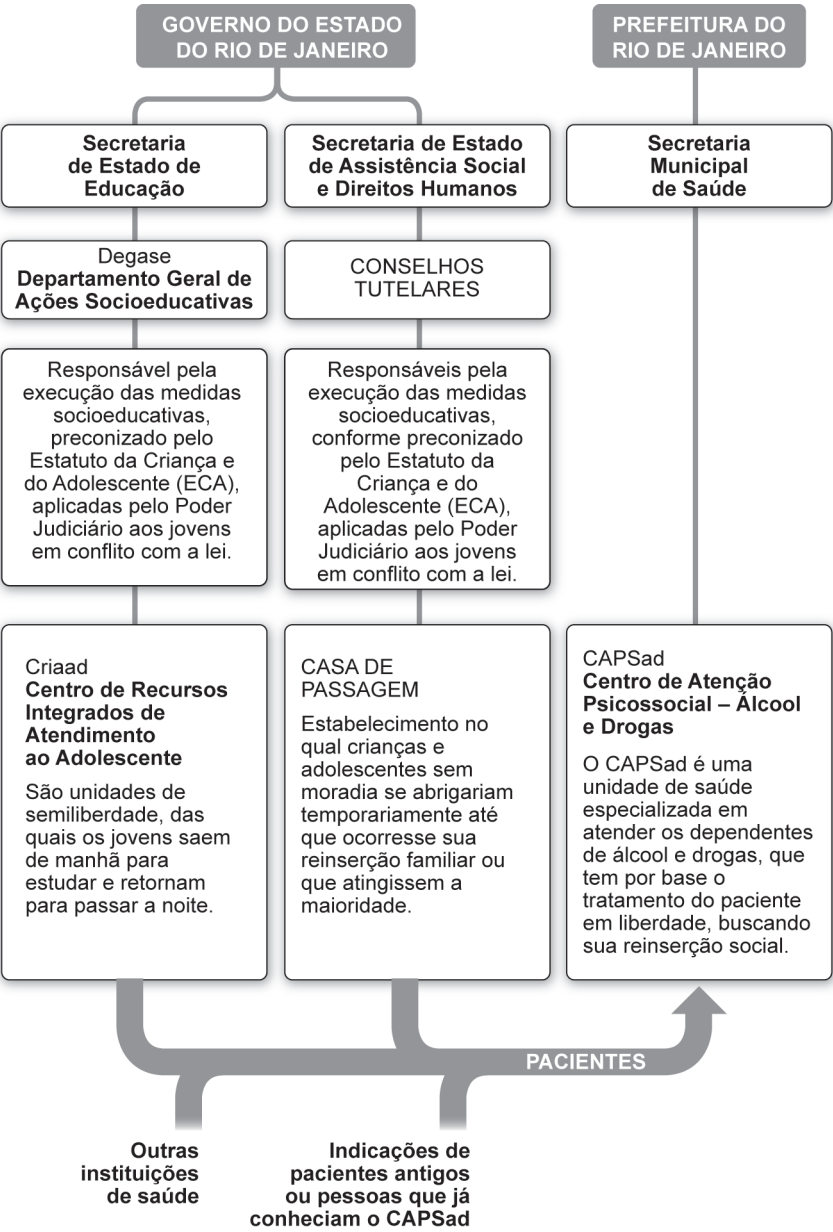 GOVERNO DO ESTADO
DO RIO DE JANEIRO
PREFEITURA DO
RIO DE JANEIRO
Secretaria
de Estado de
Educação
Secretaria de Estado
de Assistência Social
e Direitos Humanos
Secretaria
Municipal
de Saúde
Degase
Departamento Geral de
Ações Socioeducativas
CONSELHOS
TUTELARES
Responsável pela
execução das medidas
socioeducativas,
preconizado pelo
Estatuto da Criança e
do Adolescente (ECA),
aplicadas pelo Poder
Judiciário aos jovens
em conflito com a lei.
Responsáveis pela
execução das medidas
socioeducativas,
conforme preconizado
pelo Estatuto da
Criança e do
Adolescente (ECA),
aplicadas pelo Poder
Judiciário aos jovens
em conflito com a lei.
Criaad
Centro de Recursos
Integrados de
Atendimento
ao Adolescente
São unidades de
semiliberdade, das
quais os jovens saem
de manhã para
estudar e retornam
para passar a noite.
CASA DE
PASSAGEM
Estabelecimento no
qual crianças e
adolescentes sem
moradia se abrigariam
temporariamente até
que ocorresse sua
reinserção familiar ou
que atingissem a
maioridade.
CAPSad
Centro de Atenção
Psicossocial – Álcool
e Drogas
O CAPSad é uma
unidade de saúde
especializada em
atender os dependentes
de álcool e drogas, que
tem por base o
tratamento do paciente
em liberdade, buscando
sua reinserção social.
PACIENTES
Outras
instituições
de saúde
Indicações de
pacientes antigos
ou pessoas que já
conheciam o CAPSad